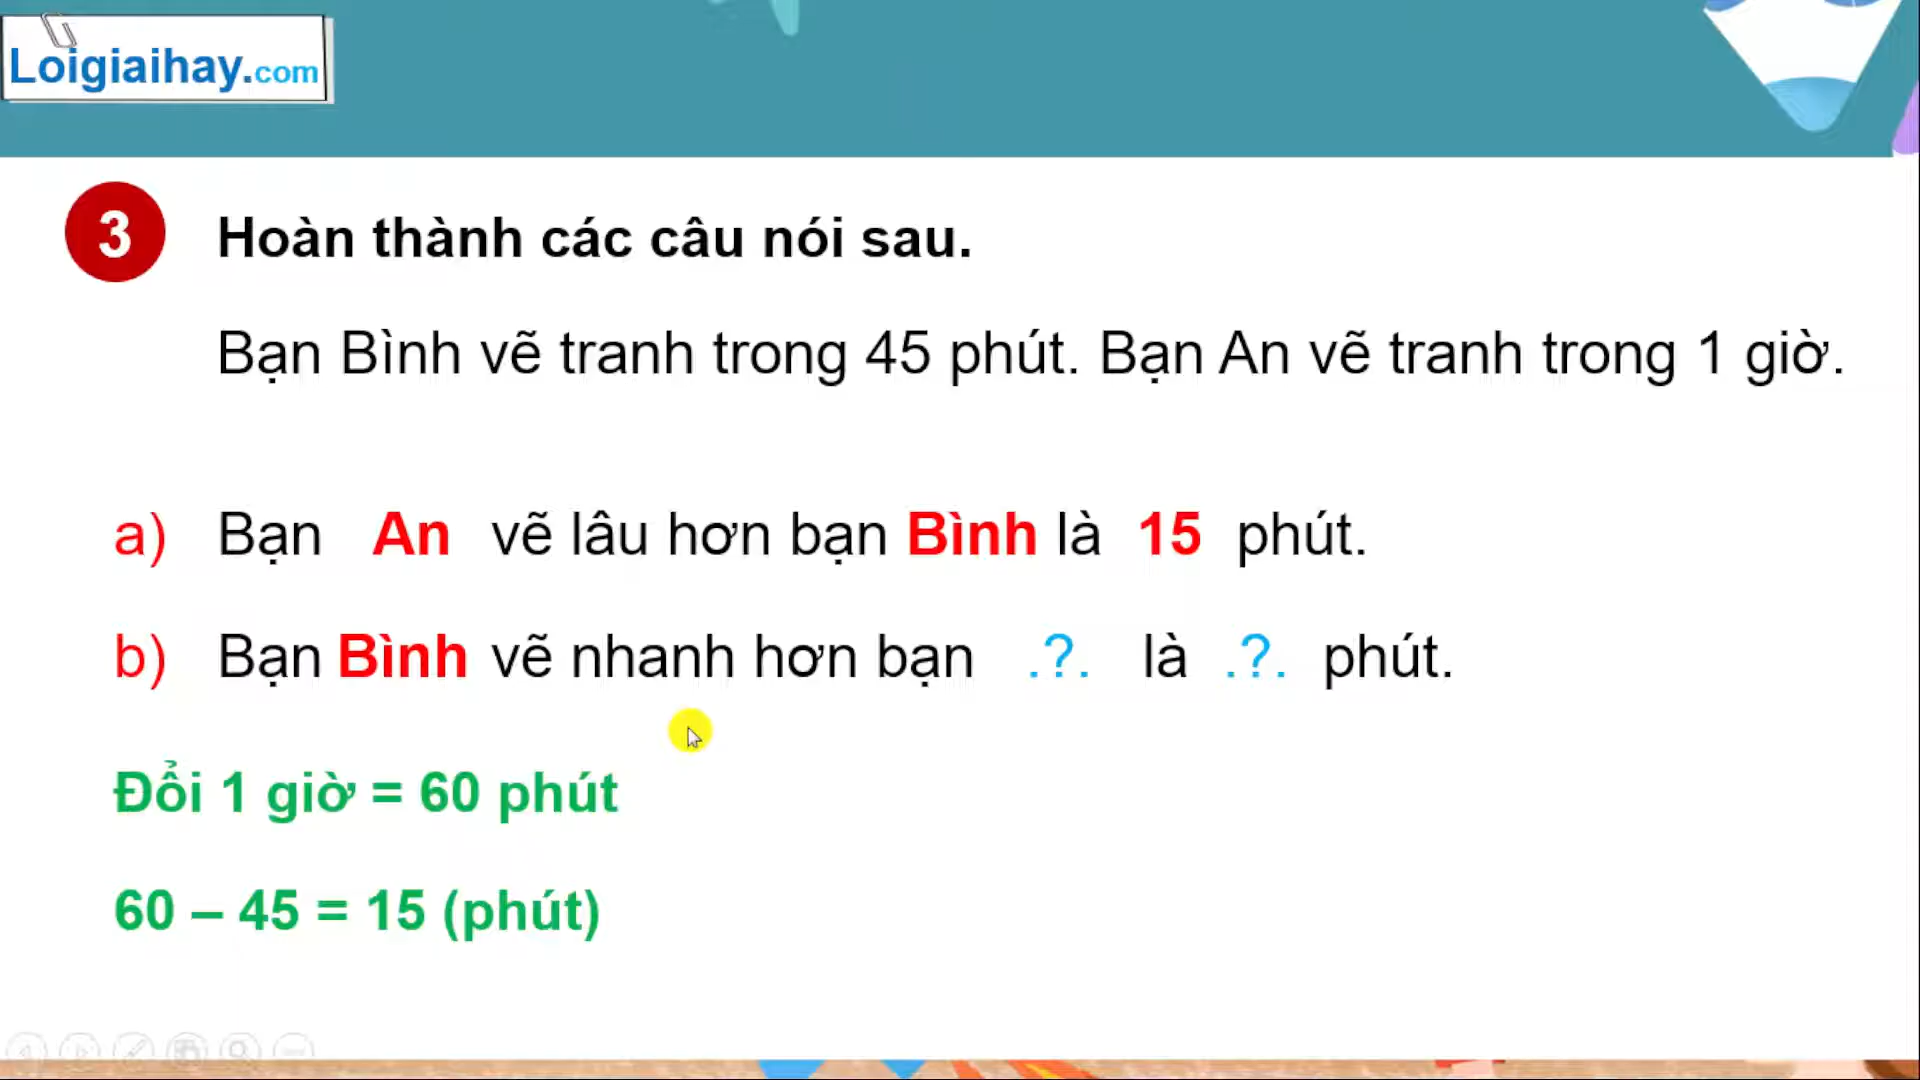 Loigiaihay.com
3 Hoàn thành các câu nói sau.
Bạn Bình vẽ tranh trong 45 phút. Bạn An vẽ tranh trong 1 giờ.
a) Bạn An vẽ lâu hơn bạn Bình là 15 phút.
b) Bạn Bình vẽ nhanh hơn bạn .?. là .?. phút.
Đổi 1 giờ = 60 phút
60 – 45 = 15 (phút)